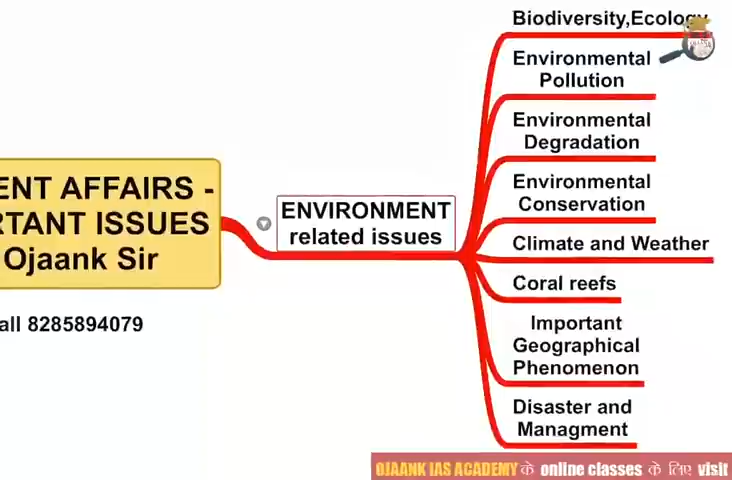 ENT AFFAIRS -
RTANT ISSUES
Ojaank Sir
all 8285894079
ENVIRONMENT
related issues
Biodiversity,Ecology
Environmental
Pollution
Environmental
Degradation
Environmental
Conservation
Climate and Weather
Coral reefs
Important
Geographical
Phenomenon
Disaster and
Managment
OJAANK IAS ACADEMY के online classes के लिए visit